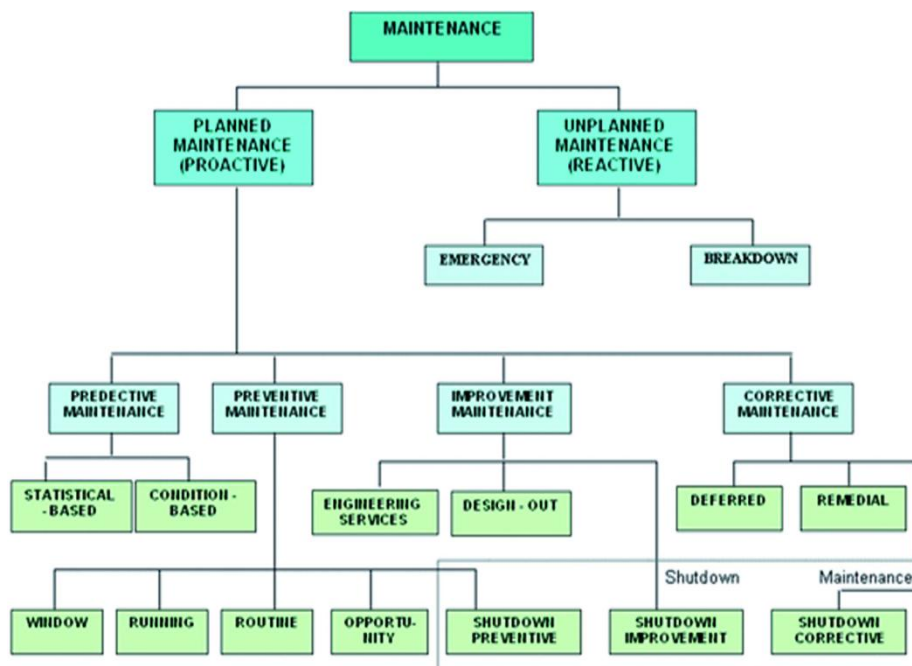 MAINTENANCE
PLANNED
MAINTENANCE
(PROACTIVE)
UNPLANNED
MAINTENANCE
(REACTIVE)
EMERGENCY
BREAKDOWN
PREDECTIVE
MAINTENANCE
PREVENTIVE
MAINTENANCE
IMPROVEMENT
MAINTENANCE
CORRECTIVE
MAINTENANCE
STATISTICAL
- BASED
CONDITION -
BASED
ENGINEERING
SERVICES
DESIGN - OUT
DEFERRED
REMEDIAL
Shutdown
Maintenance
WINDOW
RUNNING
ROUTINE
OPPORTU-
NITY
SHUTDOWN
PREVENTIVE
SHUTDOWN
IMPROVEMENT
SHUTDOWN
CORRECTIVE